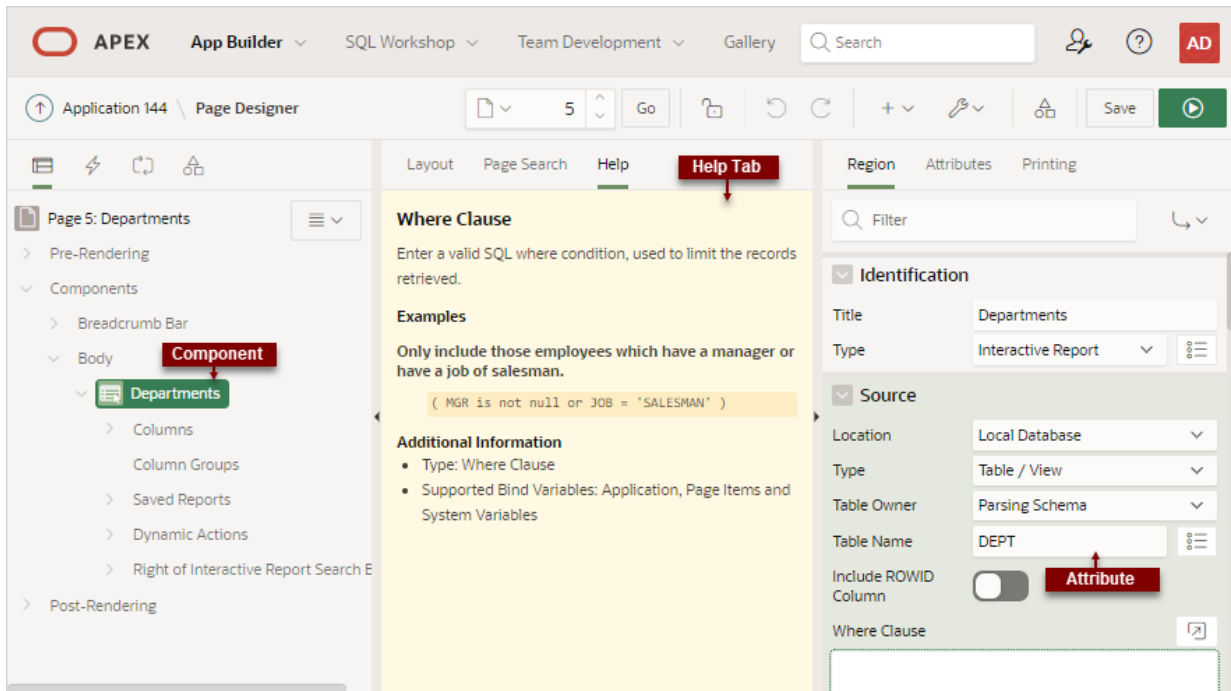 APEX App Builder SQL Workshop Team Development Gallery Search AD
Application 144 \ Page Designer 5 Go Save
Layout Page Search Help Help Tab
Region Attributes Printing
Page 5: Departments
Pre-Rendering
Components
Breadcrumb Bar
Body
Component
Departments
Columns
Column Groups
Saved Reports
Dynamic Actions
Right of Interactive Report Search B
Post-Rendering
Where Clause
Enter a valid SQL where condition, used to limit the records
retrieved.
Examples
Only include those employees which have a manager or
have a job of salesman.
( MGR is not null or JOB = 'SALESMAN' )
Additional Information
• Type: Where Clause
• Supported Bind Variables: Application, Page Items and
System Variables
Filter
Identification
Title Departments
Type Interactive Report
Source
Location Local Database
Type Table / View
Table Owner Parsing Schema
Table Name DEPT
Include ROWID
Column
Attribute
Where Clause